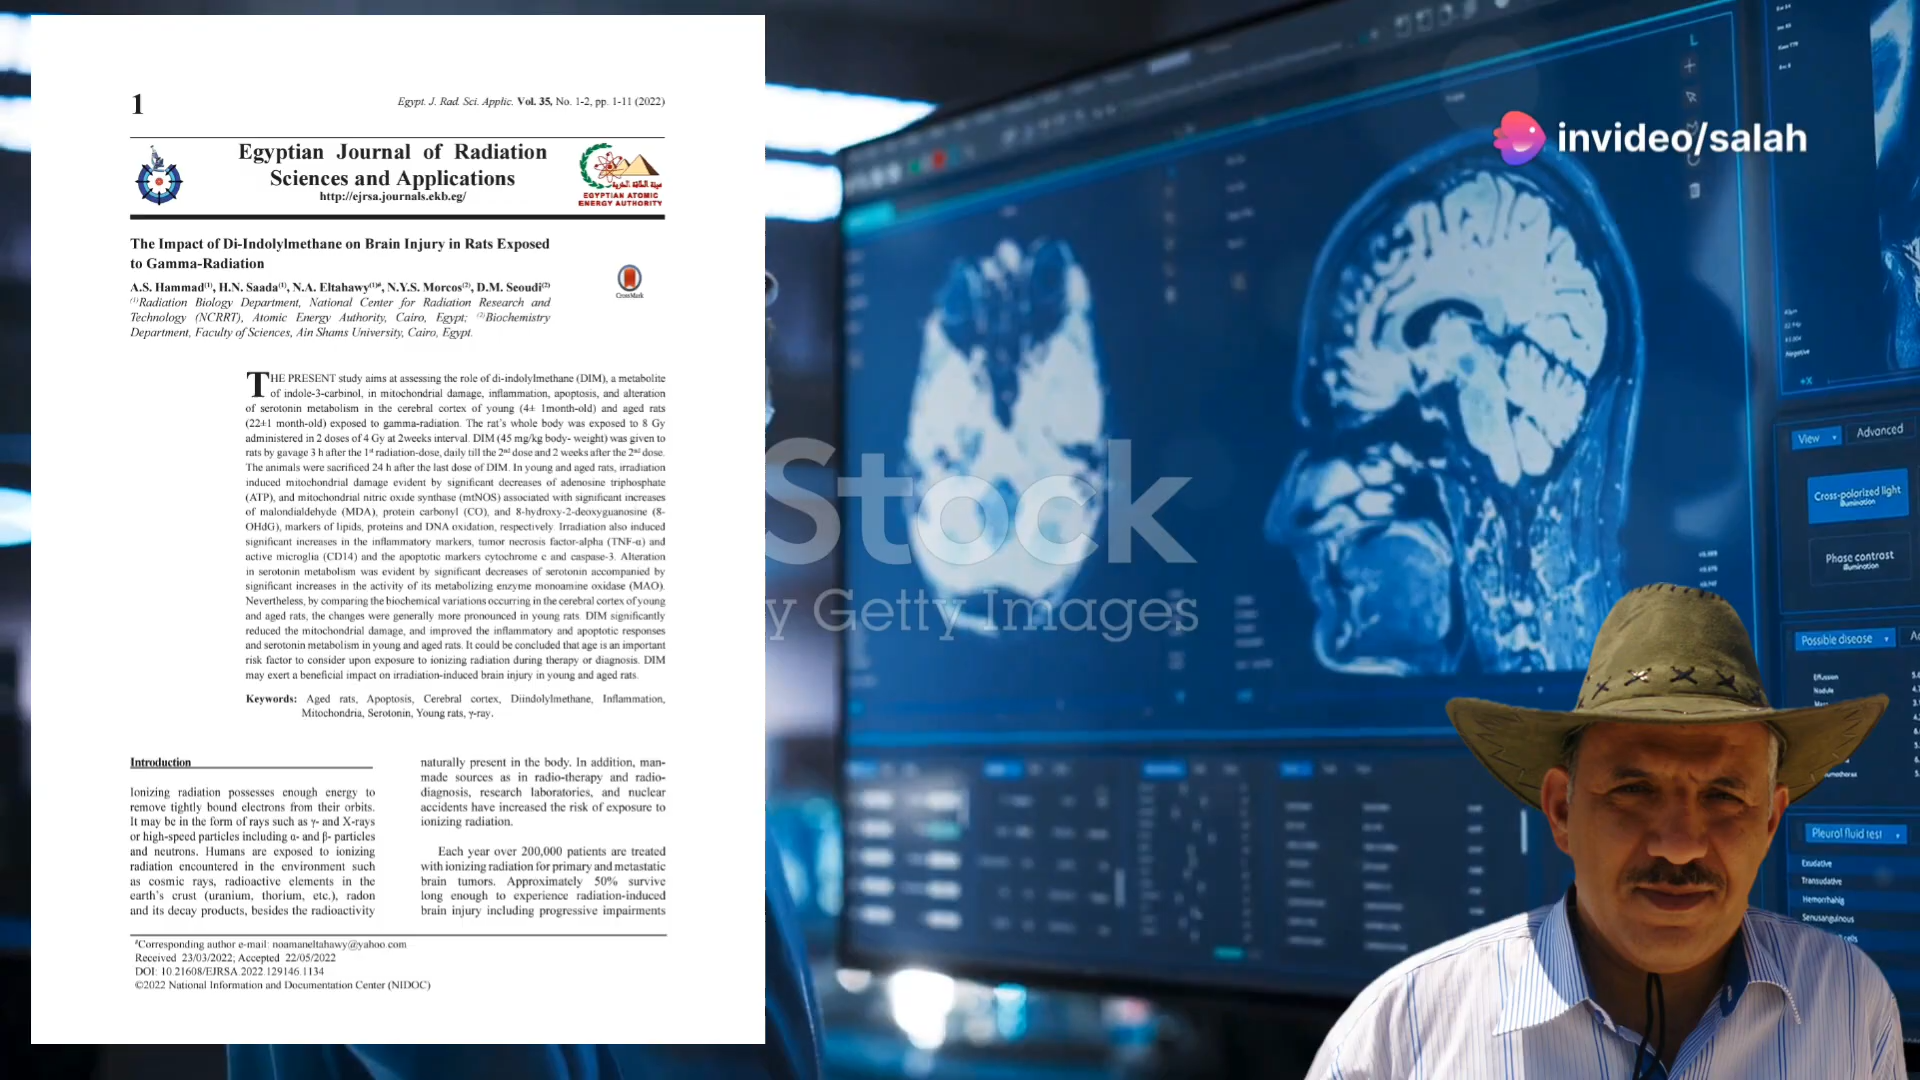 1
Egypt. J. Rad. Sci. Applic. Vol. 35, No. 1-2, pp. 1-11 (2022)
Egyptian Journal of Radiation
Sciences and Applications
http://ejrsa.journals.ekb.eg/
هيئة الطاقة الذرية
EGYPTIAN ATOMIC
ENERGY AUTHORITY
The Impact of Di-Indolylmethane on Brain Injury in Rats Exposed
to Gamma-Radiation
CrossMark
A.S. Hammad(1), H.N. Saada(1), N.A. Eltahawy(1)#, N.Y.S. Morcos(2), D.M. Seoudi(2)
(1)Radiation Biology Department, National Center for Radiation Research and
Technology (NCRRT), Atomic Energy Authority, Cairo, Egypt; (2)Biochemistry
Department, Faculty of Sciences, Ain Shams University, Cairo, Egypt.
THE PRESENT study aims at assessing the role of di-indolylmethane (DIM), a metabolite
of indole-3-carbinol, in mitochondrial damage, inflammation, apoptosis, and alteration
of serotonin metabolism in the cerebral cortex of young (4± 1month-old) and aged rats
(22±1 month-old) exposed to gamma-radiation. The rat's whole body was exposed to 8 Gy
administered in 2 doses of 4 Gy at 2weeks interval. DIM (45 mg/kg body- weight) was given to
rats by gavage 3 h after the 1st radiation-dose, daily till the 2nd dose and 2 weeks after the 2nd dose.
The animals were sacrificed 24 h after the last dose of DIM. In young and aged rats, irradiation
induced mitochondrial damage evident by significant decreases of adenosine triphosphate
(ATP), and mitochondrial nitric oxide synthase (mtNOS) associated with significant increases
of malondialdehyde (MDA), protein carbonyl (CO), and 8-hydroxy-2-deoxyguanosine (8-
OHdG), markers of lipids, proteins and DNA oxidation, respectively. Irradiation also induced
significant increases in the inflammatory markers, tumor necrosis factor-alpha (TNF-α) and
active microglia (CD14) and the apoptotic markers cytochrome c and caspase-3. Alteration
in serotonin metabolism was evident by significant decreases of serotonin accompanied by
significant increases in the activity of its metabolizing enzyme monoamine oxidase (MAO).
Nevertheless, by comparing the biochemical variations occurring in the cerebral cortex of young
and aged rats, the changes were generally more pronounced in young rats. DIM significantly
reduced the mitochondrial damage, and improved the inflammatory and apoptotic responses
and serotonin metabolism in young and aged rats. It could be concluded that age is an important
risk factor to consider upon exposure to ionizing radiation during therapy or diagnosis. DIM
may exert a beneficial impact on irradiation-induced brain injury in young and aged rats.
Keywords: Aged rats, Apoptosis, Cerebral cortex, Diindolylmethane, Inflammation,
Mitochondria, Serotonin, Young rats, γ-ray.
Introduction
Ionizing radiation possesses enough energy to
remove tightly bound electrons from their orbits.
It may be in the form of rays such as γ- and X-rays
or high-speed particles including α- and β- particles
and neutrons. Humans are exposed to ionizing
radiation encountered in the environment such
as cosmic rays, radioactive elements in the
earth's crust (uranium, thorium, etc.), radon
and its decay products, besides the radioactivity
naturally present in the body. In addition, man-
made sources as in radio-therapy and radio-
diagnosis, research laboratories, and nuclear
accidents have increased the risk of exposure to
ionizing radiation.
Each year over 200,000 patients are treated
with ionizing radiation for primary and metastatic
brain tumors. Approximately 50% survive
long enough to experience radiation-induced
brain injury including progressive impairments
#Corresponding author e-mail: noamaneltahawy@yahoo.com
Received 23/03/2022; Accepted 22/05/2022
DOI: 10.21608/EJRSA.2022.129146.1134
©2022 National Information and Documentation Center (NIDOC)
invideo/salah
Stock
y Getty Images
View
Advanced
Cross-polarized light
illumination
Phase contrast
illumination
Possible disease
Effussion
Nodule
Pleural fluid test
Exudative
Transudative
Hemorrhahig
Senusanguinous